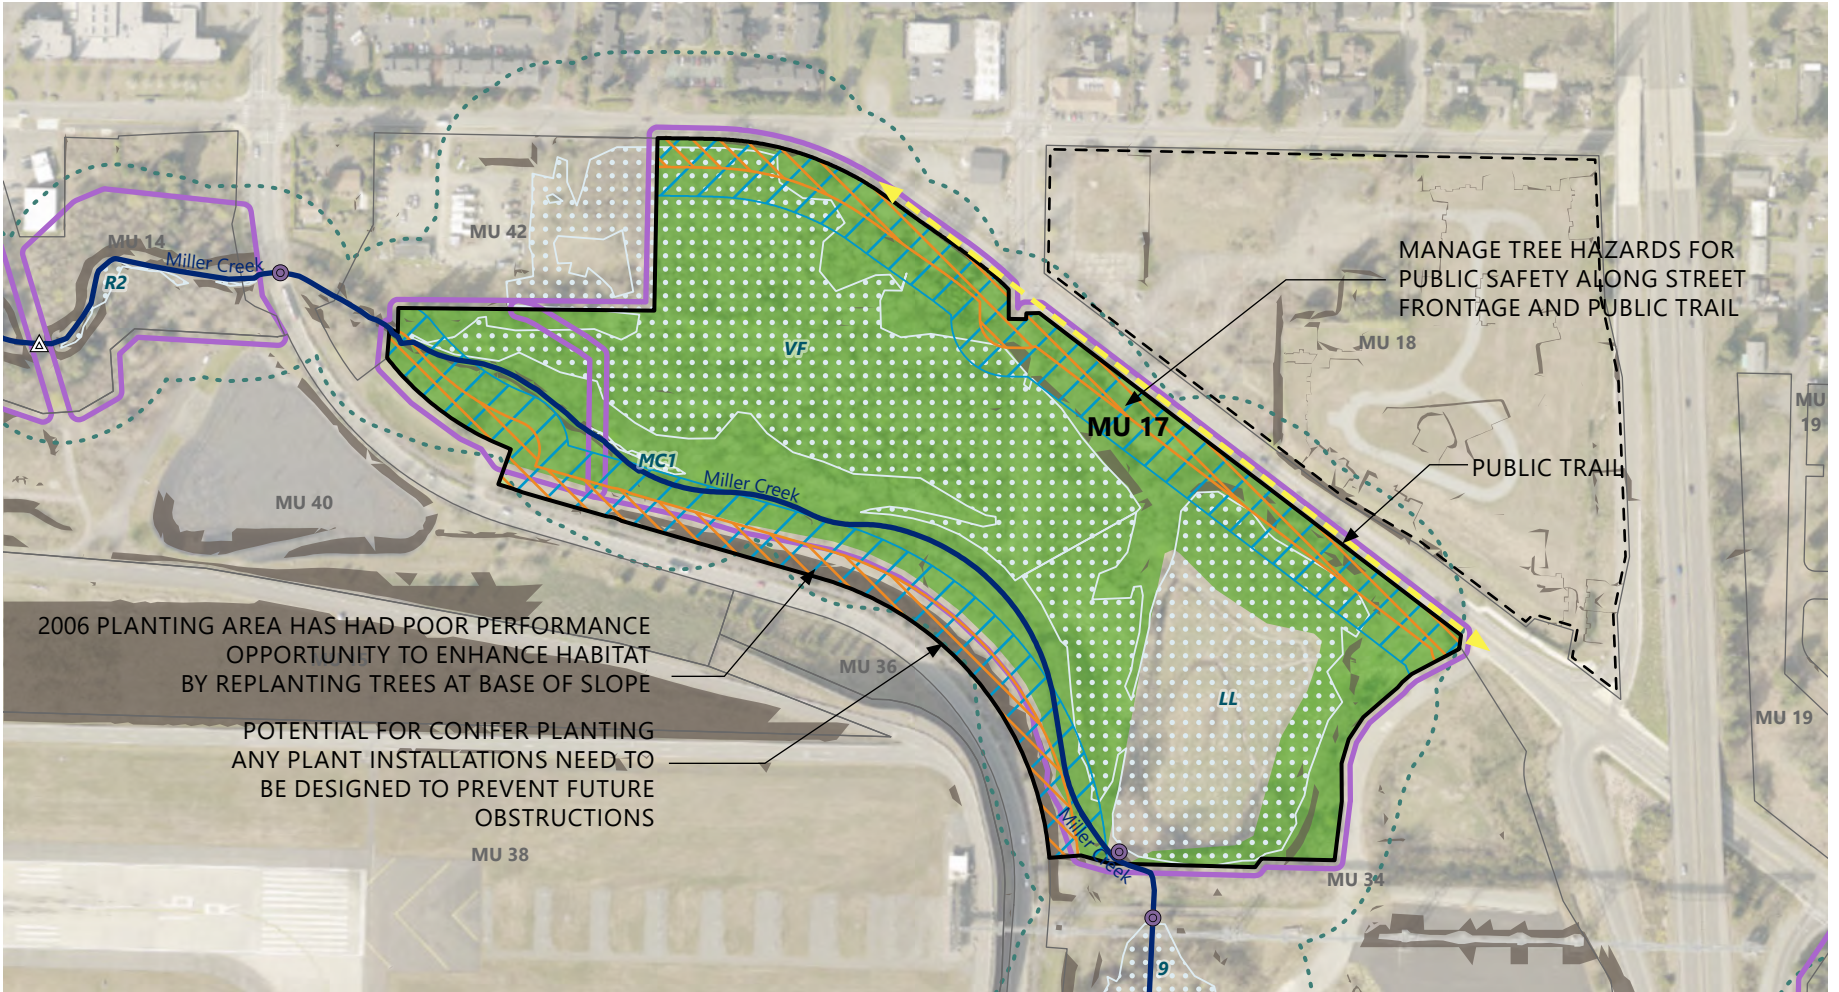 MU 42
MU 14
Miller Creek
R2
MANAGE TREE HAZARDS FOR
PUBLIC SAFETY ALONG STREET
FRONTAGE AND PUBLIC TRAIL
MU 18
VF
MU
19
MU 17
MC1
Miller Creek
PUBLIC TRAIL
MU 40
2006 PLANTING AREA HAS HAD POOR PERFORMANCE
OPPORTUNITY TO ENHANCE HABITAT
BY REPLANTING TREES AT BASE OF SLOPE
MU 36
LL
MU 19
POTENTIAL FOR CONIFER PLANTING
ANY PLANT INSTALLATIONS NEED TO
BE DESIGNED TO PREVENT FUTURE
OBSTRUCTIONS
Miller Creek
MU 38
MU 34
9